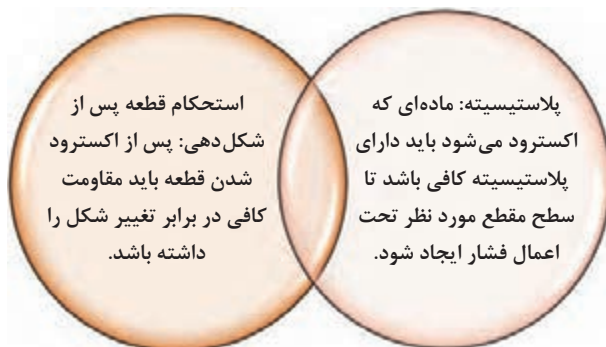 پلاستیسیته: ماده‌ای که
اکسترود می‌شود باید دارای
پلاستیسیته کافی باشد تا
سطح مقطع مورد نظر تحت
اعمال فشار ایجاد شود.
استحکام قطعه پس از
شکل‌دهی: پس از اکسترود
شدن قطعه باید مقاومت
کافی در برابر تغییر شکل را
داشته باشد.